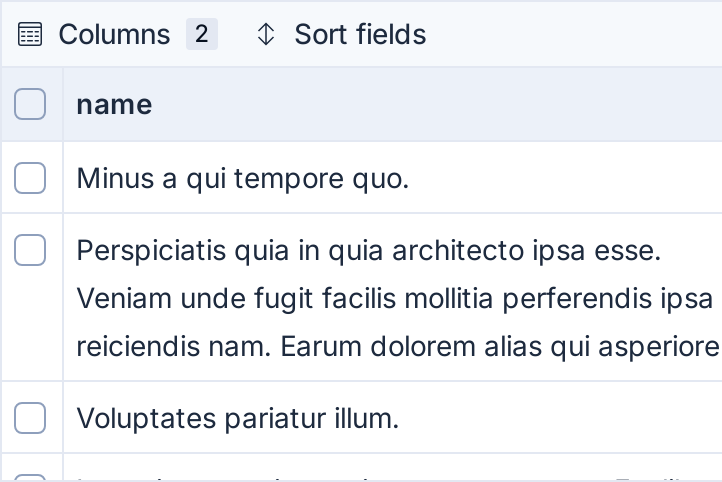 Columns 2 Sort fields
name
Minus a qui tempore quo.
Perspiciatis quia in quia architecto ipsa esse.
Veniam unde fugit facilis mollitia perferendis ipsa
reiciendis nam. Earum dolorem alias qui asperiore
Voluptates pariatur illum.